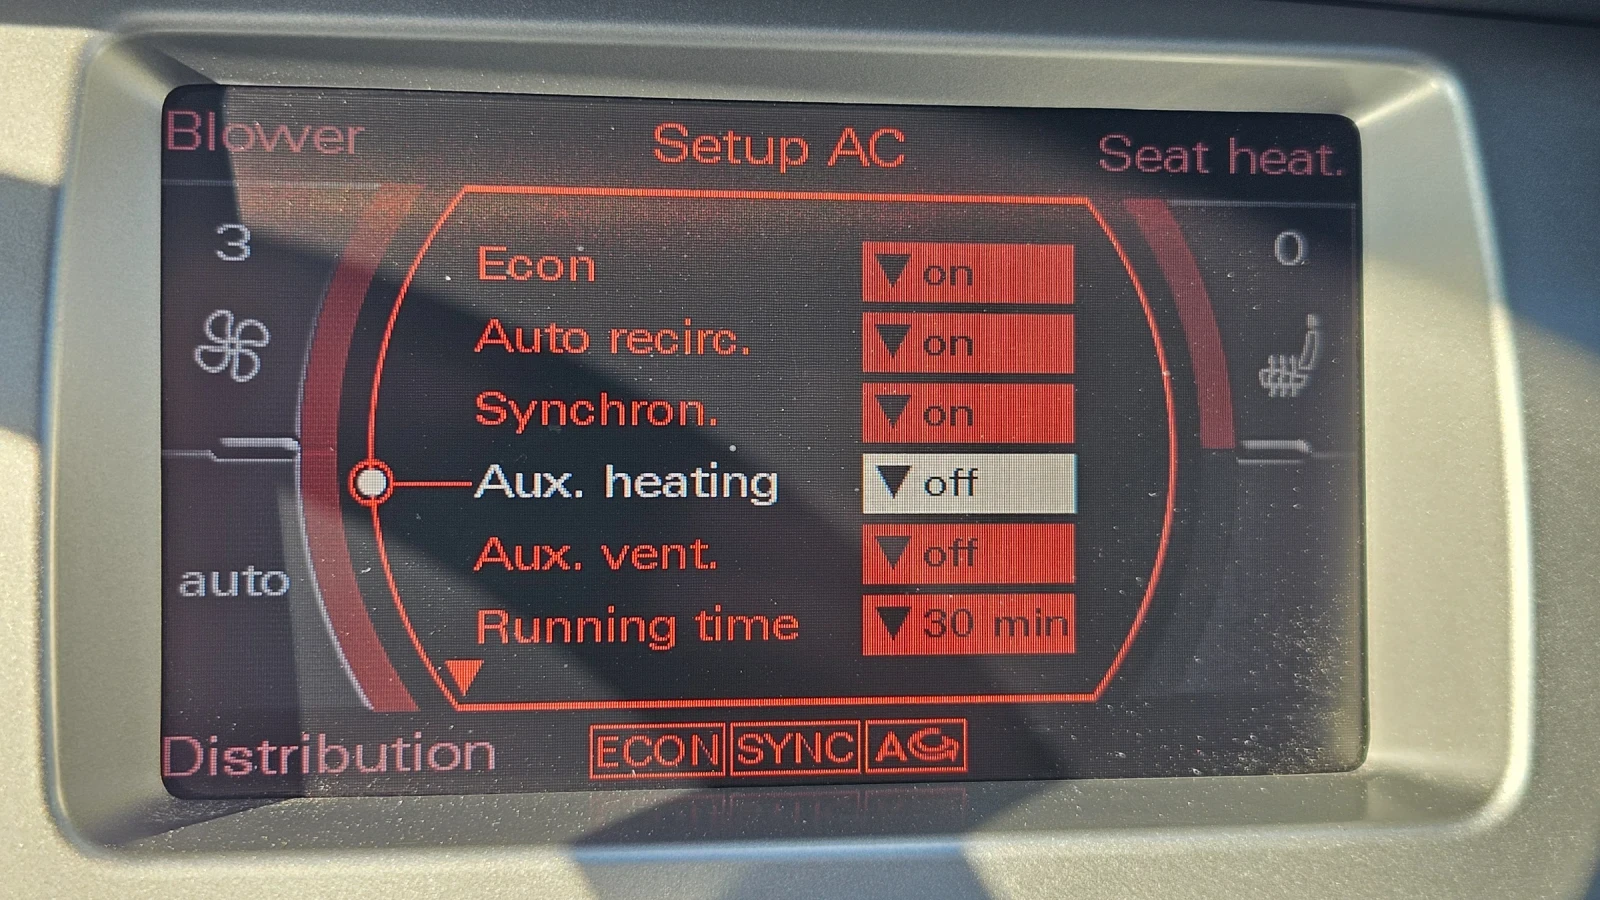 Blower
Setup AC
Seat heat.
3
0
Econ on
Auto recirc. on
Synchron. on
Aux. heating off
Aux. vent. off
Running time 30 min
auto
Distribution
ECON SYNC A